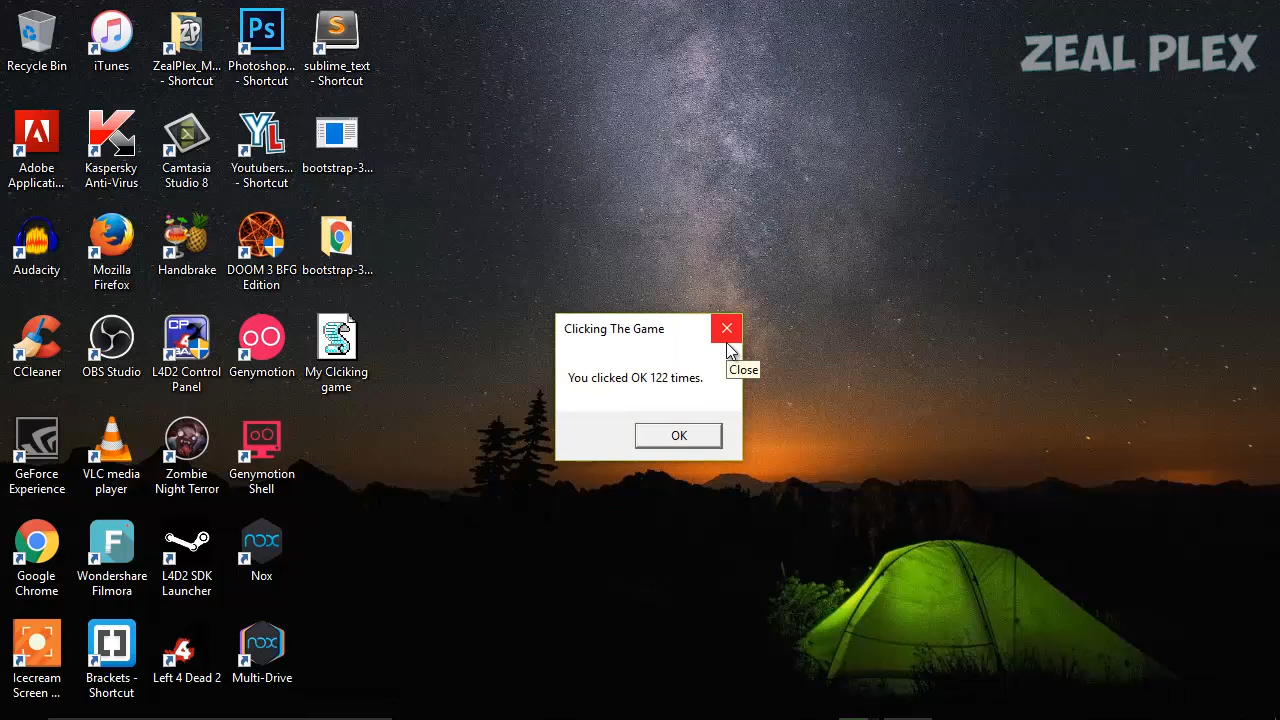 ZEAL PLEX
Recycle Bin
iTunes
ZealPlex_M...
- Shortcut
Photoshop...
- Shortcut
sublime_text
- Shortcut
Adobe
Applicati...
Kaspersky
Anti-Virus
Camtasia
Studio 8
Youtubers...
- Shortcut
bootstrap-3...
Audacity
Mozilla
Firefox
Handbrake
DOOM 3 BFG
Edition
bootstrap-3...
CCleaner
OBS Studio
L4D2 Control
Panel
Genymotion
My Clciking
game
GeForce
Experience
VLC media
player
Zombie
Night Terror
Genymotion
Shell
Google
Chrome
Wondershare
Filmora
L4D2 SDK
Launcher
Nox
Icecream
Screen ...
Brackets -
Shortcut
Left 4 Dead 2
Multi-Drive
Clicking The Game
Close
You clicked OK 122 times.
OK